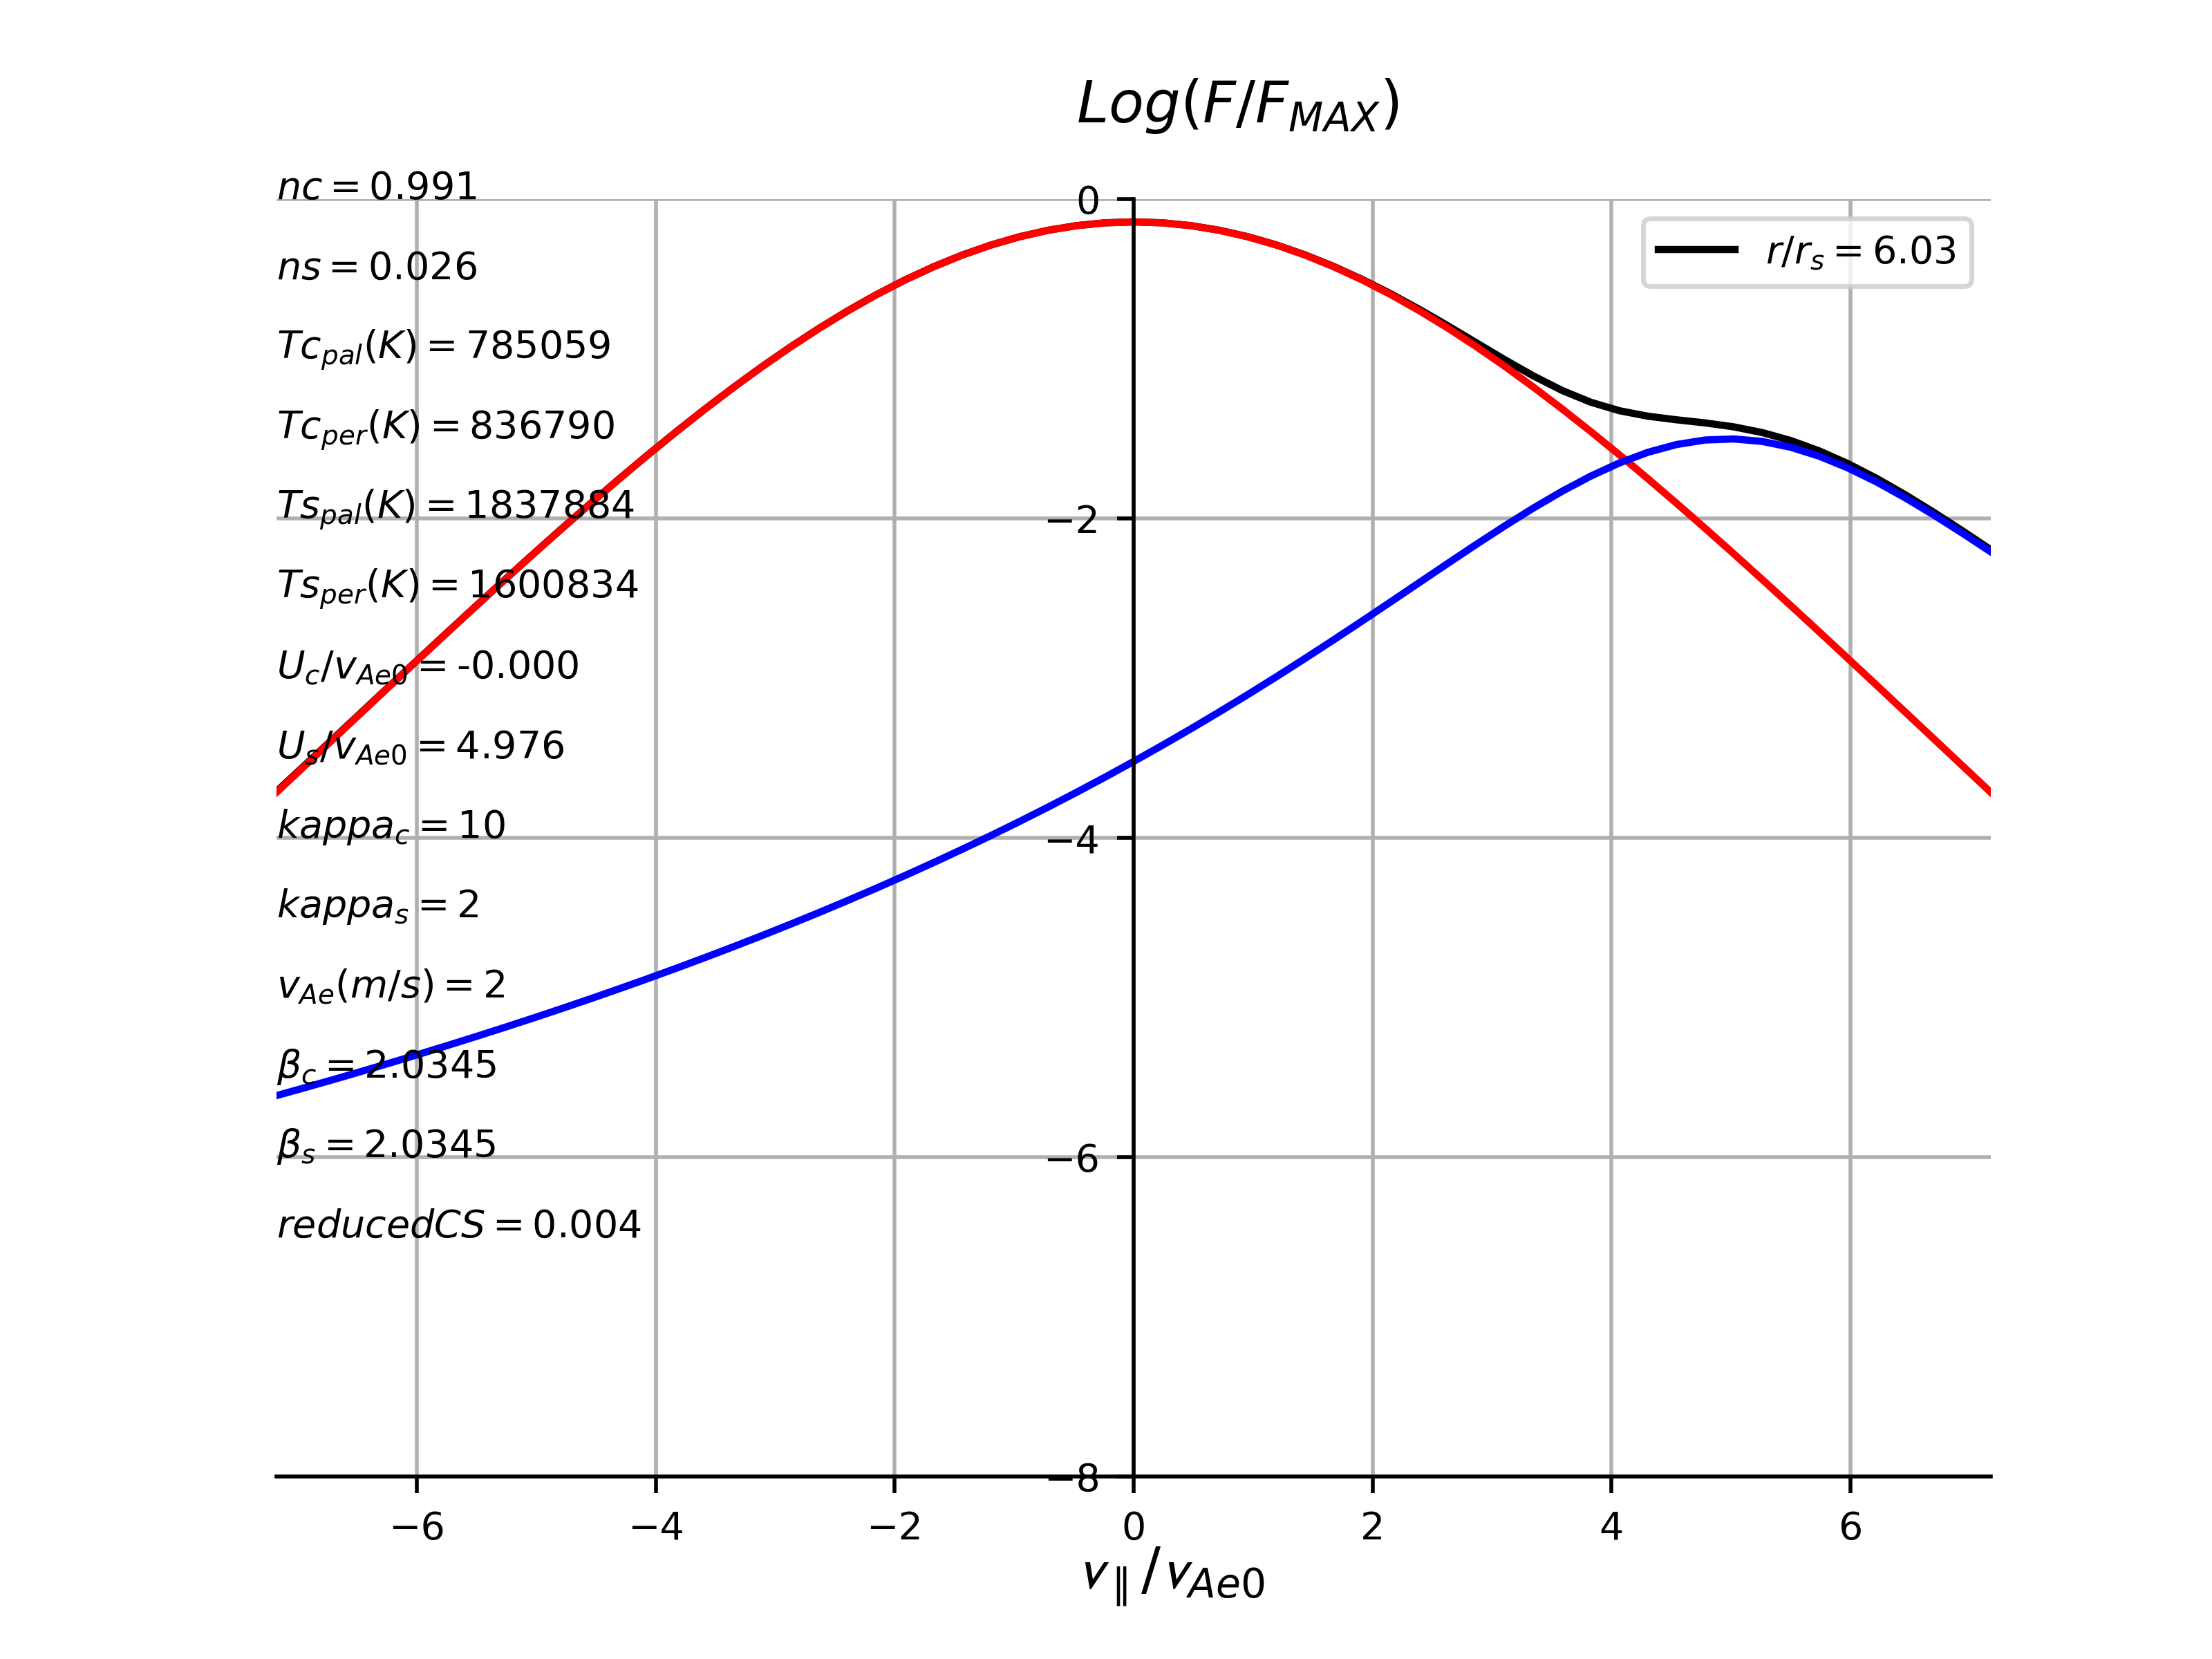 Log(F/F_MAX)
nc = 0.991
0
r/r_s = 6.03
ns = 0.026
Tc_pal(K) = 785059
Tc_per(K) = 836790
Ts_pal(K) = 1837884
−2
Ts_per(K) = 1600834
U_c/v_Ae0 = -0.000
U_s/v_Ae0 = 4.976
kappa_c = 10
−4
kappa_s = 2
v_Ae(m/s) = 2
β_c = 2.0345
β_s = 2.0345
−6
reducedCS = 0.004
−8
−6 −4 −2 0 2 4 6
v_∥/v_Ae0